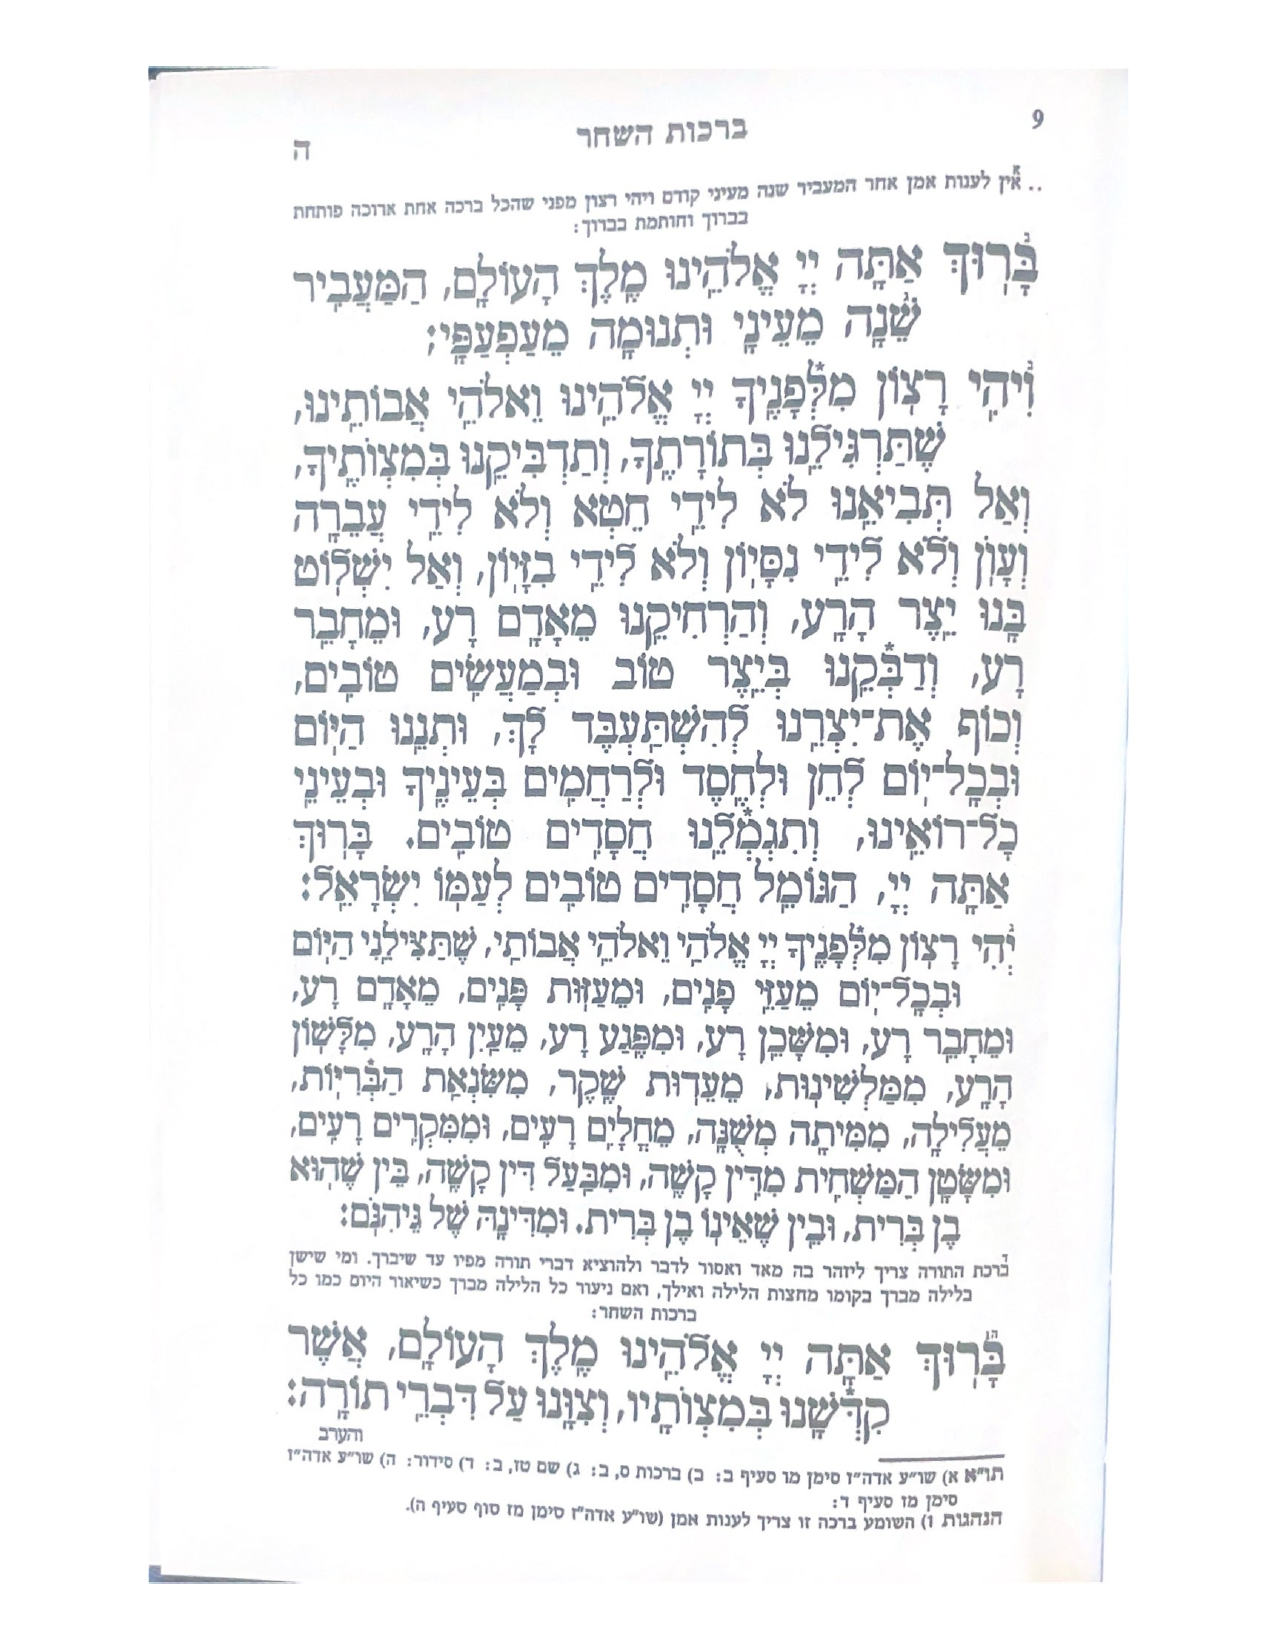 9
ברכות השחר
ה
.. אין לענות אמן אחר המעביר שנה מעיני קודם ויהי רצון מפני שהכל ברכה אחת ארוכה פותחת
בברוך וחותמת בברוך:
בָּרוּךְ אַתָּה יְיָ אֱלֹהֵינוּ מֶלֶךְ הָעוֹלָם, הַמַּעֲבִיר
שֵׁנָה מֵעֵינָי וּתְנוּמָה מֵעַפְעַפָּי:
וִיהִי רָצוֹן מִלְּפָנֶיךָ יְיָ אֱלֹהֵינוּ וֵאלֹהֵי אֲבוֹתֵינוּ,
שֶׁתַּרְגִּילֵנוּ בְּתוֹרָתֶךָ, וְתַדְבִּיקֵנוּ בְּמִצְוֹתֶיךָ,
וְאַל תְּבִיאֵנוּ לֹא לִידֵי חֵטְא וְלֹא לִידֵי עֲבֵרָה
וְעָוֹן וְלֹא לִידֵי נִסָּיוֹן וְלֹא לִידֵי בִזָּיוֹן, וְאַל יִשְׁלוֹט
בָּנוּ יֵצֶר הָרָע, וְהַרְחִיקֵנוּ מֵאָדָם רָע, וּמֵחָבֵר
רָע, וְדַבְּקֵנוּ בְּיֵצֶר טוֹב וּבְמַעֲשִׂים טוֹבִים,
וְכוֹף אֶת־יִצְרֵנוּ לְהִשְׁתַּעְבֶּד לָךְ, וּתְנֵנוּ הַיּוֹם
וּבְכָל־יוֹם לְחֵן וּלְחֶסֶד וּלְרַחֲמִים בְּעֵינֶיךָ וּבְעֵינֵי
כָל־רוֹאֵינוּ, וְתִגְמְלֵנוּ חֲסָדִים טוֹבִים. בָּרוּךְ
אַתָּה יְיָ, הַגּוֹמֵל חֲסָדִים טוֹבִים לְעַמּוֹ יִשְׂרָאֵל:
יְהִי רָצוֹן מִלְּפָנֶיךָ יְיָ אֱלֹהַי וֵאלֹהֵי אֲבוֹתַי, שֶׁתַּצִּילֵנִי הַיּוֹם
וּבְכָל־יוֹם מֵעַזֵּי פָנִים, וּמֵעַזּוּת פָּנִים, מֵאָדָם רָע,
וּמֵחָבֵר רָע, וּמִשָּׁכֵן רָע, וּמִפֶּגַע רָע, מֵעַיִן הָרָע, מִלָּשׁוֹן
הָרָע, מִמַּלְשִׁינוּת, מֵעֵדוּת שֶׁקֶר, מִשִּׂנְאַת הַבְּרִיּוֹת,
מֵעֲלִילָה, מִמִּיתָה מְשֻׁנָּה, מֵחֳלָיִם רָעִים, וּמִמִּקְרִים רָעִים,
וּמִשָּׂטָן הַמַּשְׁחִית מִדִּין קָשֶׁה, וּמִבַּעַל דִּין קָשֶׁה, בֵּין שֶׁהוּא
בֶן בְּרִית, וּבֵין שֶׁאֵינוֹ בֶן בְּרִית. וּמִדִּינָהּ שֶׁל גֵּיהִנֹּם:
ברכת התורה צריך ליזהר בה מאד ואסור לדבר ולהוציא דברי תורה מפיו עד שיברך. ומי שישן
בלילה מברך בקומו מחצות הלילה ואילך, ואם ניעור כל הלילה מברך כשיאור היום כמו כל
ברכות השחר:
בָּרוּךְ אַתָּה יְיָ אֱלֹהֵינוּ מֶלֶךְ הָעוֹלָם, אֲשֶׁר
קִדְּשָׁנוּ בְּמִצְוֹתָיו, וְצִוָּנוּ עַל דִּבְרֵי תוֹרָה:
והערב
תו״א א) שו״ע אדה״ז סימן מו סעיף ב: ב) ברכות ס, ב: ג) שם טז, ב: ד) סידור: ה) שו״ע אדה״ז
סימן מז סעיף ד:
הנהגות ו) השומע ברכה זו צריך לענות אמן (שו״ע אדה״ז סימן מז סוף סעיף ה).